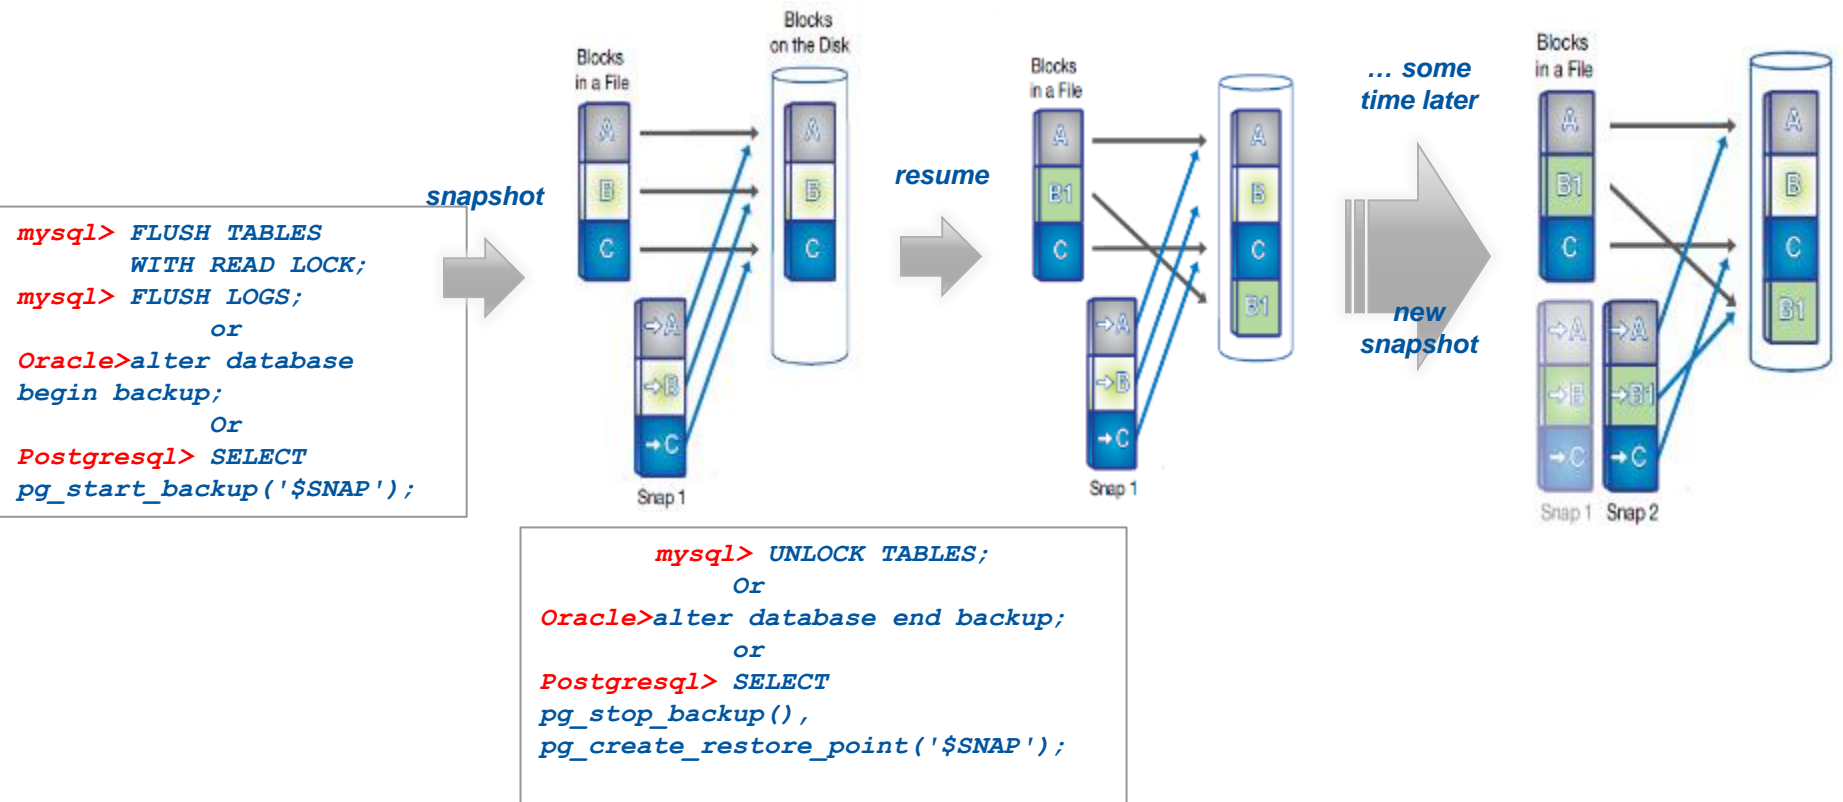 mysql> FLUSH TABLES
WITH READ LOCK;
mysql> FLUSH LOGS;
or
Oracle>alter database
begin backup;
Or
Postgresql> SELECT
pg_start_backup('$SNAP');
snapshot
Blocks
in a File
A
B
C
Blocks
on the Disk
A
B
C
→A
→B
→C
Snap 1
resume
Blocks
in a File
A
B1
C
A
B
C
B1
→A
→B
→C
Snap 1
mysql> UNLOCK TABLES;
Or
Oracle>alter database end backup;
or
Postgresql> SELECT
pg_stop_backup(),
pg_create_restore_point('$SNAP');
... some
time later
new
snapshot
Blocks
in a File
A
B1
C
A
B
C
B1
→A
→B
→C
Snap 1
→A
→B1
→C
Snap 2